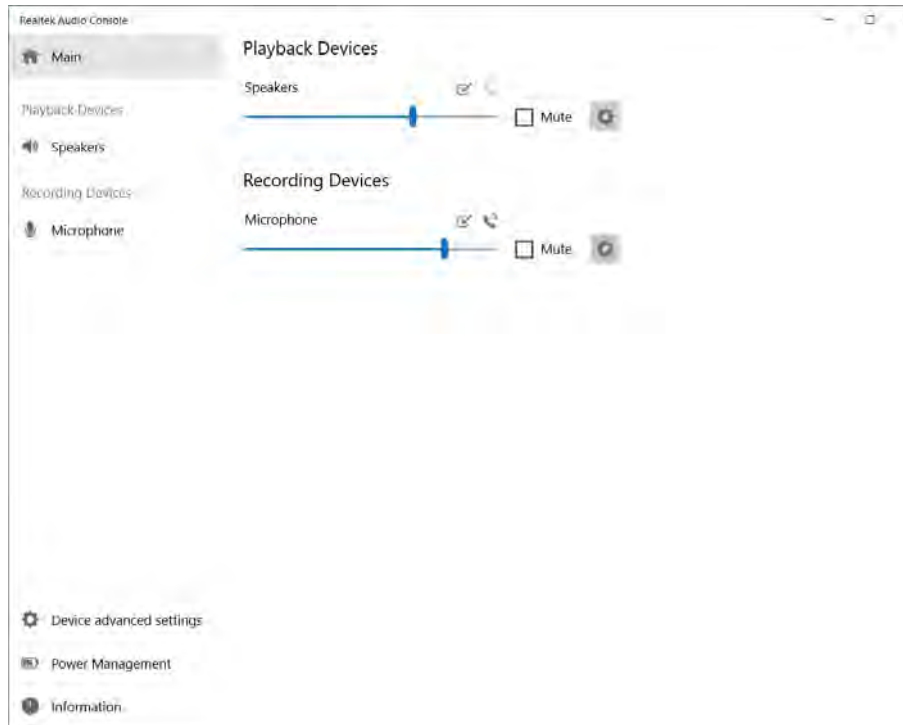 Realtek Audio Console
Main
Playback Devices
Speakers
Recording Devices
Microphone
Device advanced settings
Power Management
Information
Playback Devices
Speakers
Mute
Recording Devices
Microphone
Mute